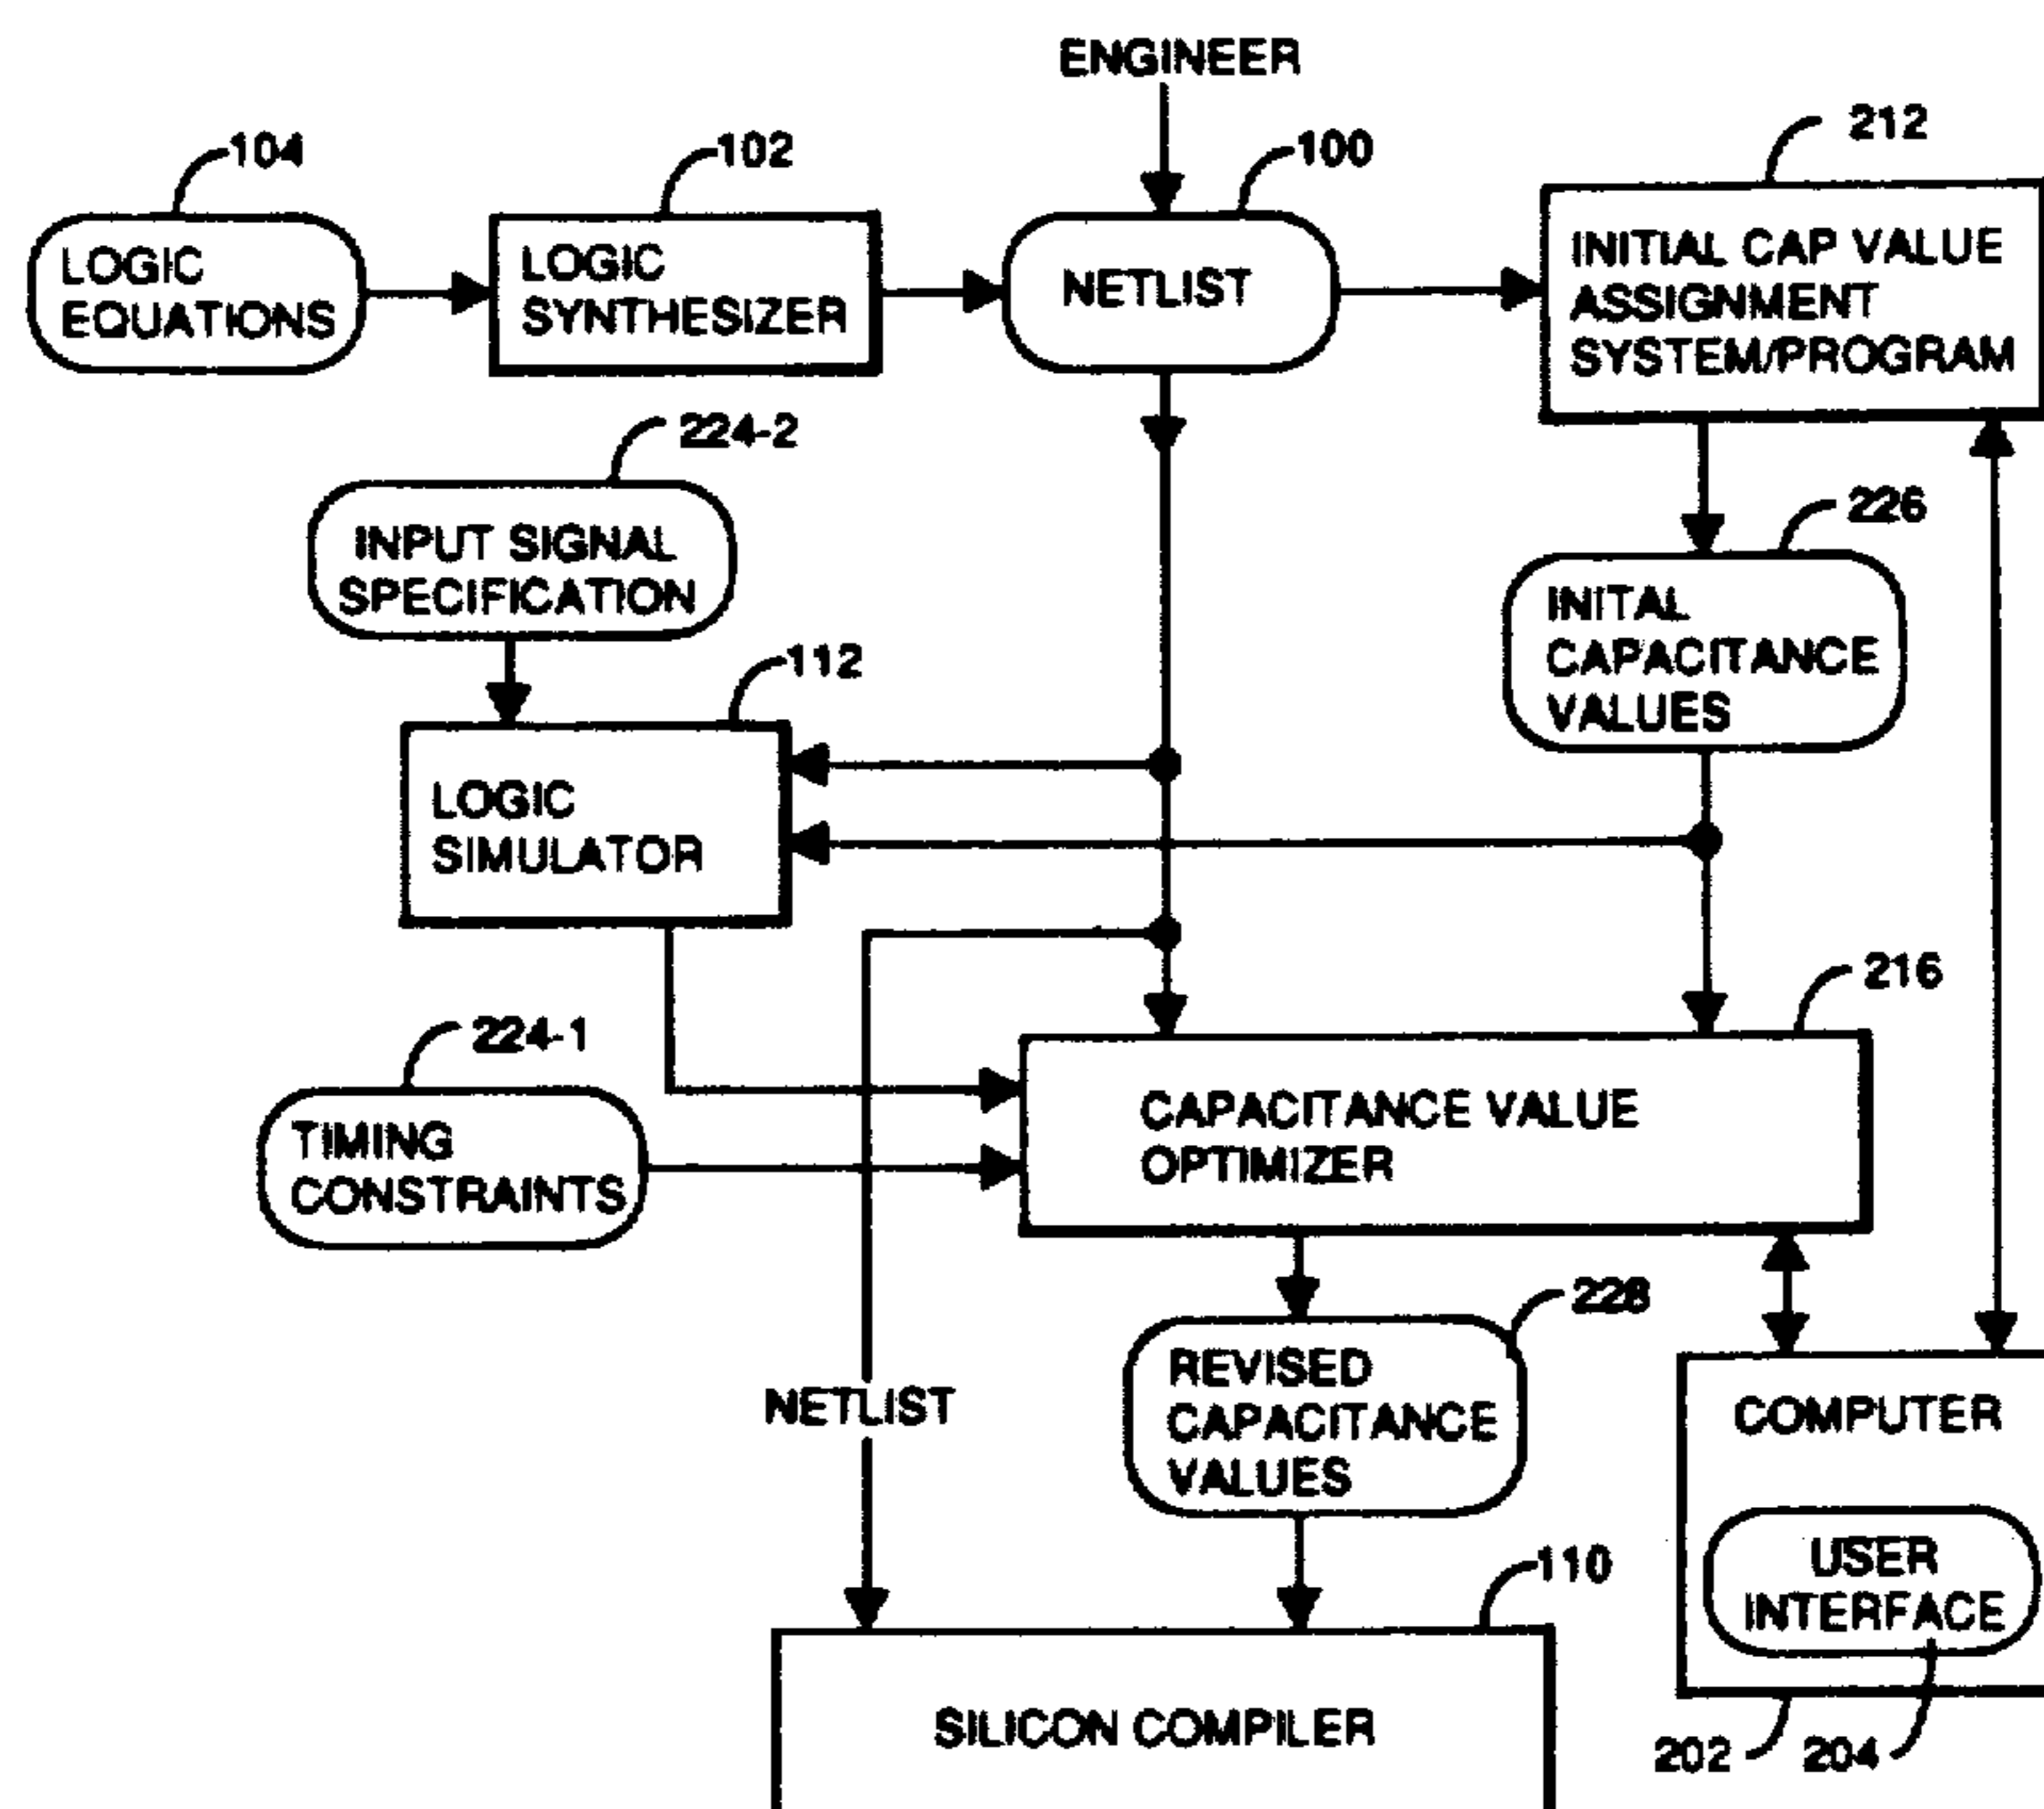 ENGINEER
104
102
100
212
LOGIC
EQUATIONS
LOGIC
SYNTHESIZER
NETLIST
INITIAL CAP VALUE
ASSIGNMENT
SYSTEM/PROGRAM
224-2
INPUT SIGNAL
SPECIFICATION
226
INITAL
CAPACITANCE
VALUES
112
LOGIC
SIMULATOR
216
224-1
TIMING
CONSTRAINTS
CAPACITANCE VALUE
OPTIMIZER
228
REVISED
CAPACITANCE
VALUES
NETLIST
COMPUTER
USER
INTERFACE
110
SILICON COMPILER
202
204